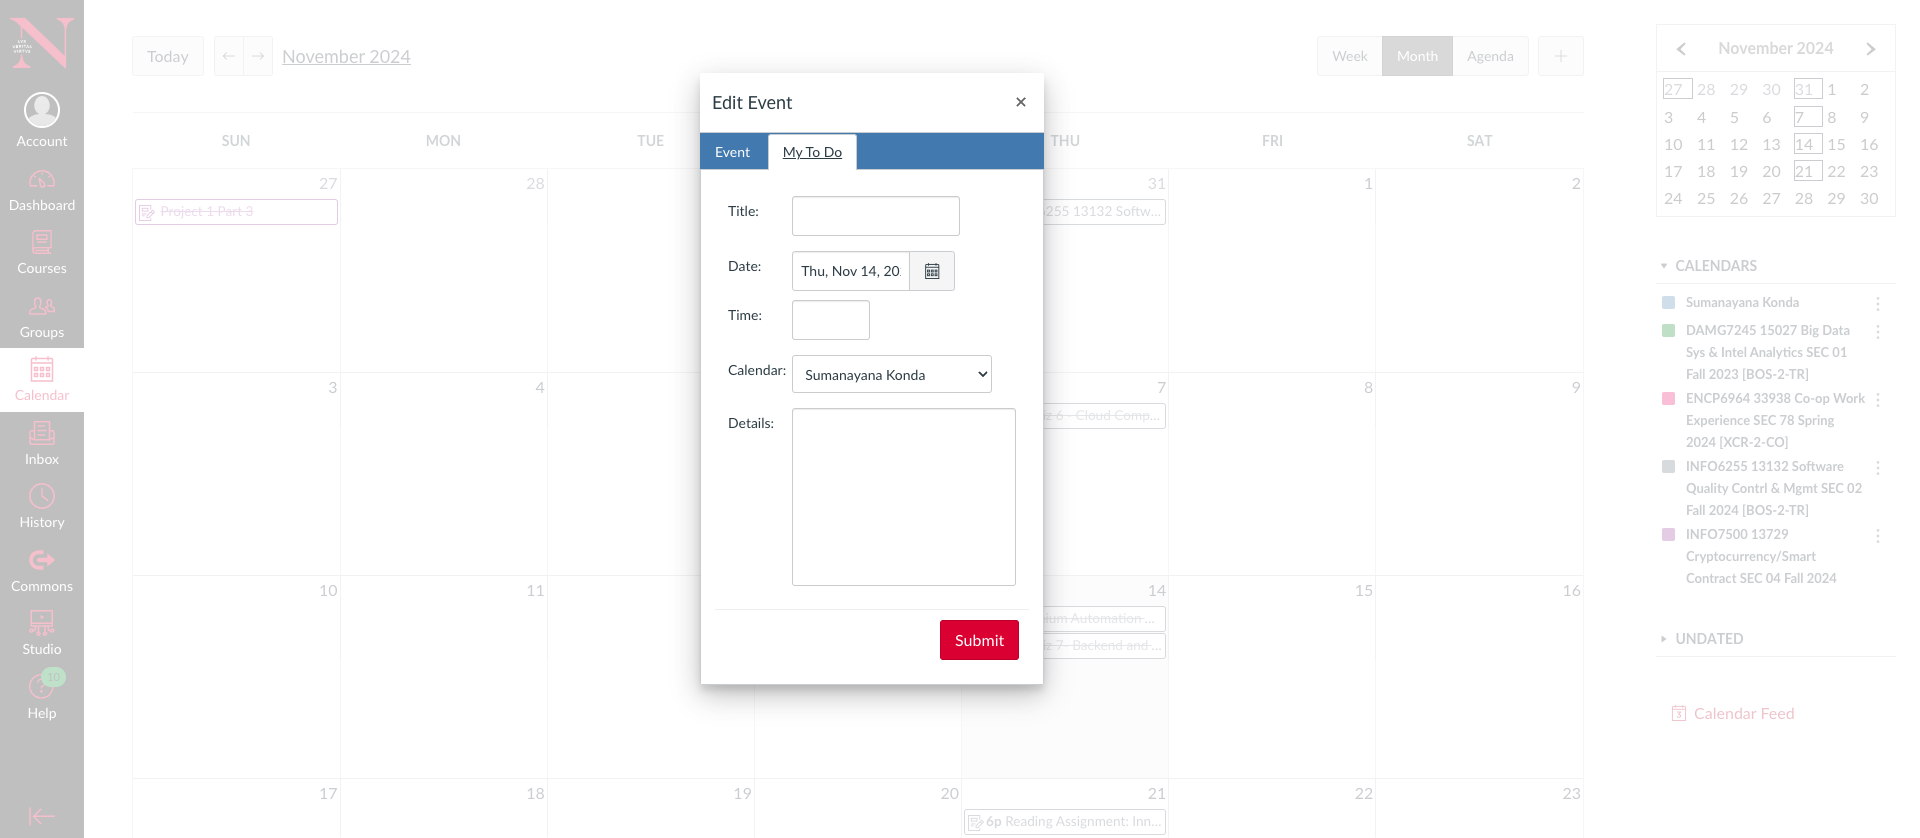 Account
Dashboard
Courses
Groups
Calendar
Inbox
History
Commons
Studio
10
Help
Today
November 2024
Week
Month
Agenda
SUN
MON
TUE
THU
FRI
SAT
27
28
31
1
2
Project 1 Part 3
6255 13132 Softw...
3
4
7
8
9
6 - Cloud Comp...
10
11
14
15
16
ium Automation ...
7- Backend and ...
17
18
19
20
21
22
23
6p Reading Assignment: Inn...
Edit Event
Event
My To Do
Title:
Date:
Thu, Nov 14, 20
Time:
Calendar:
Sumanayana Konda
Details:
Submit
November 2024
27 28 29 30 31 1 2
3 4 5 6 7 8 9
10 11 12 13 14 15 16
17 18 19 20 21 22 23
24 25 26 27 28 29 30
CALENDARS
Sumanayana Konda
DAMG7245 15027 Big Data
Sys & Intel Analytics SEC 01
Fall 2023 [BOS-2-TR]
ENCP6964 33938 Co-op Work
Experience SEC 78 Spring
2024 [XCR-2-CO]
INFO6255 13132 Software
Quality Contrl & Mgmt SEC 02
Fall 2024 [BOS-2-TR]
INFO7500 13729
Cryptocurrency/Smart
Contract SEC 04 Fall 2024
UNDATED
Calendar Feed